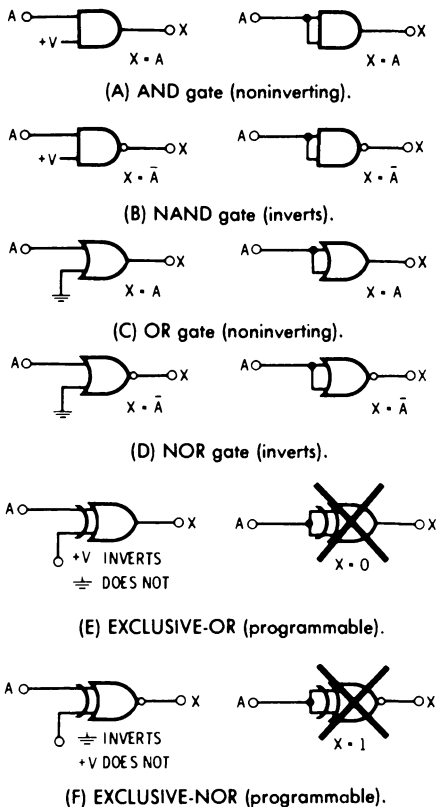 A X A X
+V
X = A X = A
(A) AND gate (noninverting).
A X A X
+V
X = Ā X = Ā
(B) NAND gate (inverts).
A X A X
X = A X = A
(C) OR gate (noninverting).
A X A X
X = Ā X = Ā
(D) NOR gate (inverts).
A X A X
+V INVERTS
DOES NOT X = 0
(E) EXCLUSIVE-OR (programmable).
A X A X
INVERTS
+V DOES NOT X = 1
(F) EXCLUSIVE-NOR (programmable).